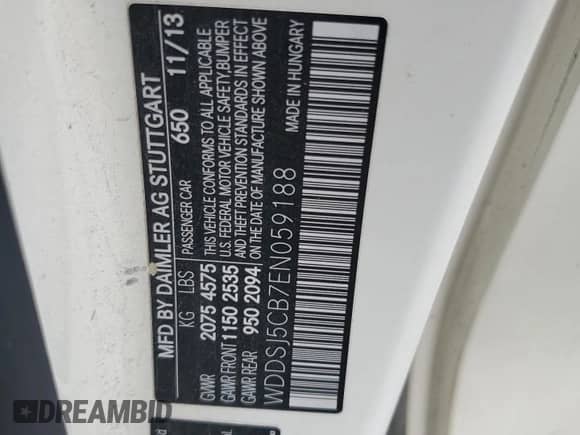 MFD BY DAIMLER AG STUTTGART
KG LBS PASSENGER CAR 650 11/13
GVWR 2075 4575
GAWR FRONT 1150 2535
GAWR REAR 950 2094
THIS VEHICLE CONFORMS TO ALL APPLICABLE
U.S. FEDERAL MOTOR VEHICLE SAFETY, BUMPER
AND THEFT PREVENTION STANDARDS IN EFFECT
ON THE DATE OF MANUFACTURE SHOWN ABOVE
WDDSJ5CB7EN059188 MADE IN HUNGARY
DREAMBID